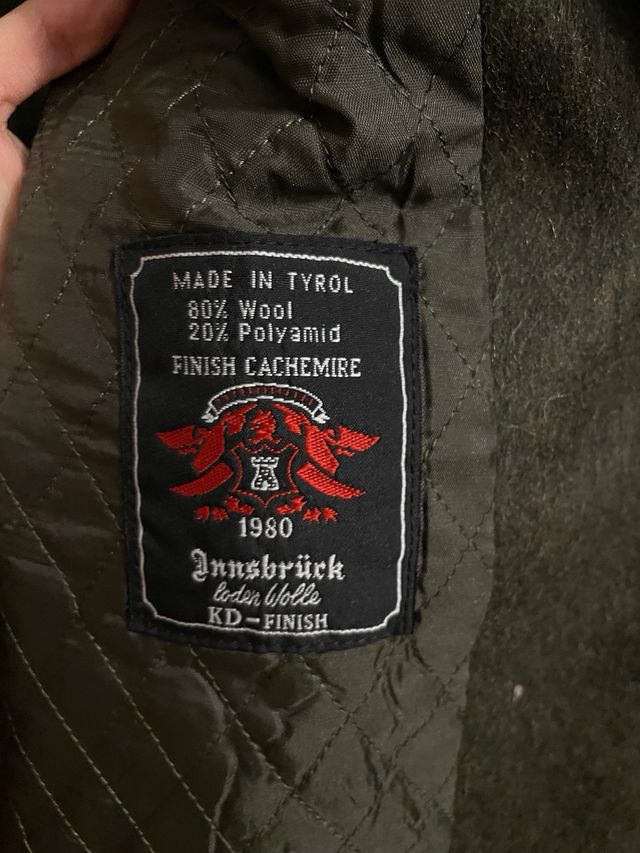 MADE IN TYROL
80% Wool
20% Polyamid
FINISH CACHEMIRE
1980
Innsbrück
loden Wolle
KD-FINISH